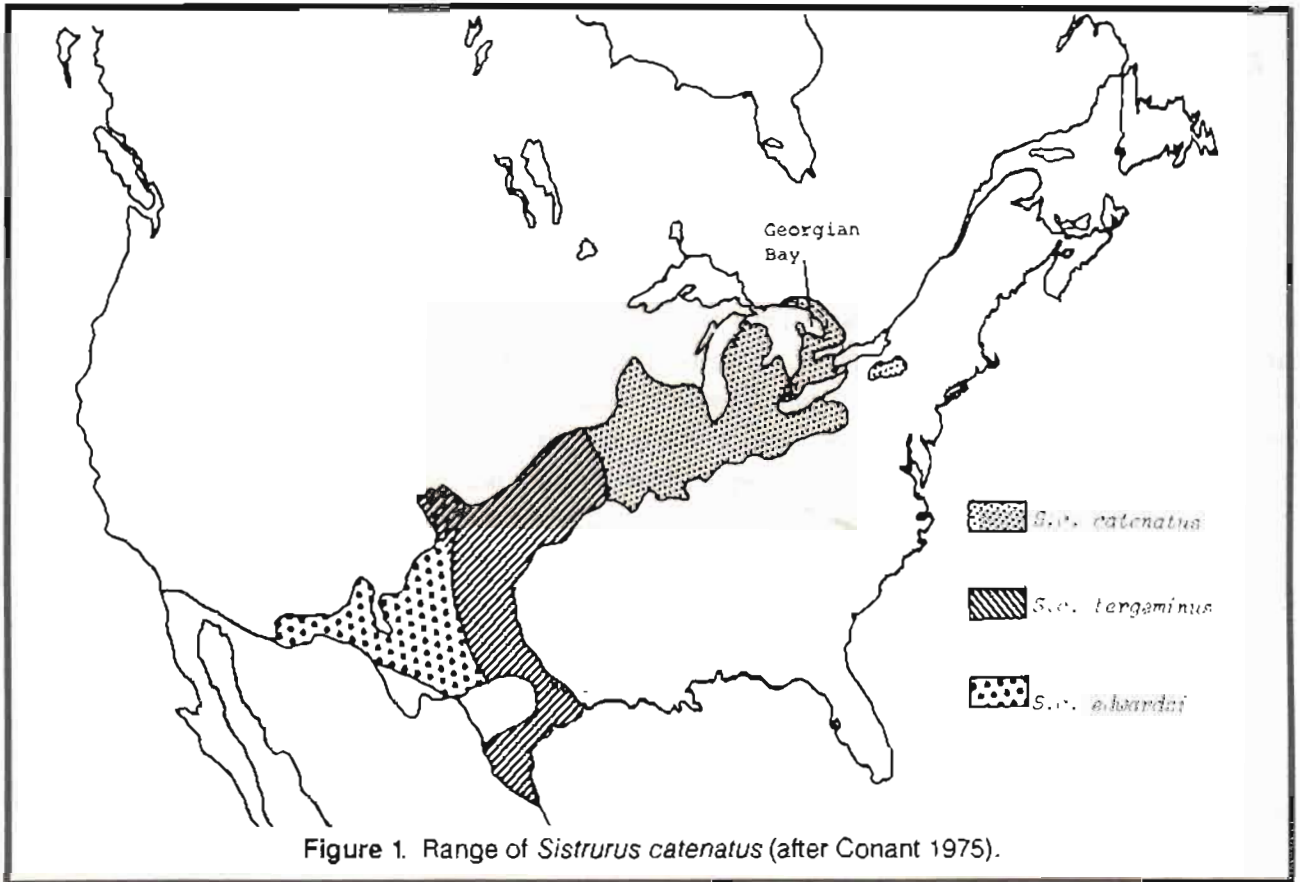 Georgian
Bay
S.c. catenatus
S.c. tergaminus
S.c. edwardsi
Figure 1. Range of Sistrurus catenatus (after Conant 1975).